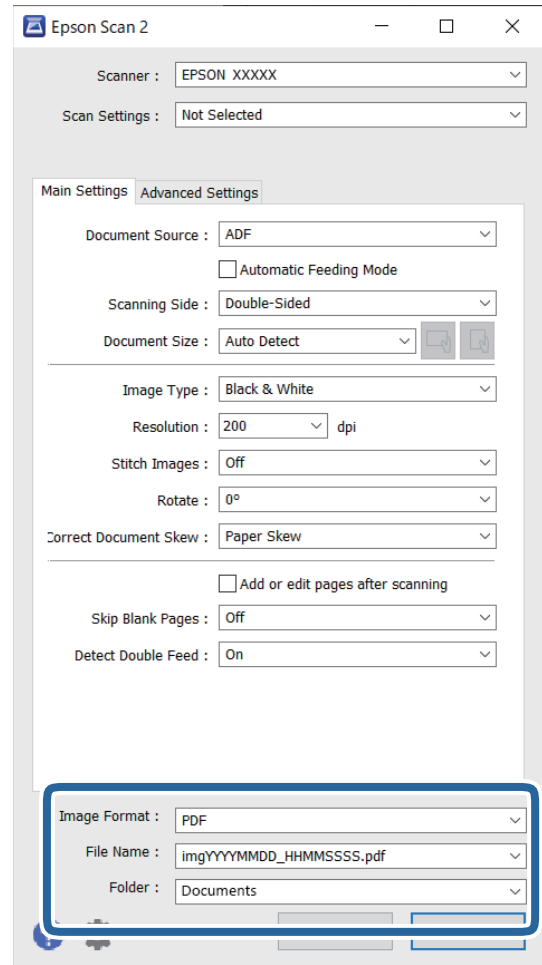 Epson Scan 2
Scanner : EPSON XXXXX
Scan Settings : Not Selected
Main Settings Advanced Settings
Document Source : ADF
Automatic Feeding Mode
Scanning Side : Double-Sided
Document Size : Auto Detect
Image Type : Black & White
Resolution : 200 dpi
Stitch Images : Off
Rotate : 0°
Correct Document Skew : Paper Skew
Add or edit pages after scanning
Skip Blank Pages : Off
Detect Double Feed : On
Image Format : PDF
File Name : imgYYYYMMDD_HHMMSSSS.pdf
Folder : Documents